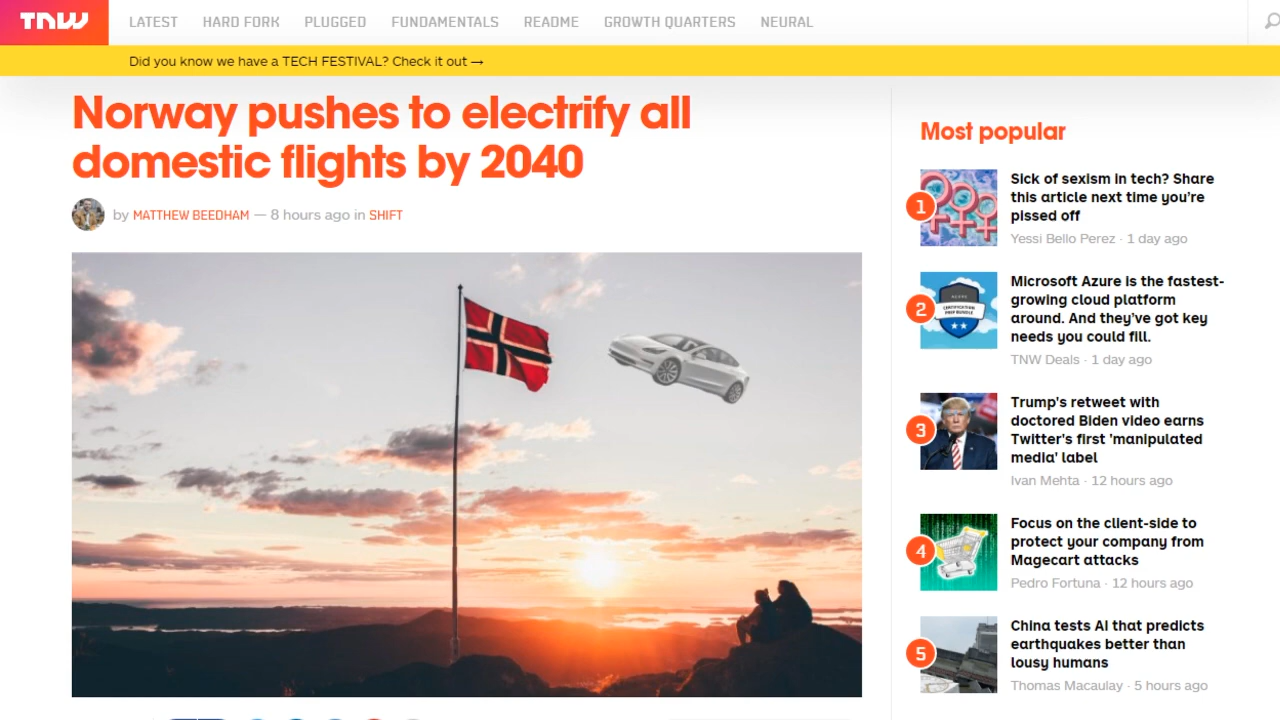 TNW
LATEST HARD FORK PLUGGED FUNDAMENTALS README GROWTH QUARTERS NEURAL
Did you know we have a TECH FESTIVAL? Check it out →
Norway pushes to electrify all
domestic flights by 2040
by MATTHEW BEEDHAM — 8 hours ago in SHIFT
Most popular
1
Sick of sexism in tech? Share
this article next time you're
pissed off
Yessi Bello Perez · 1 day ago
2
AZURE
CERTIFICATION
PREP BUNDLE
Microsoft Azure is the fastest-
growing cloud platform
around. And they've got key
needs you could fill.
TNW Deals · 1 day ago
3
Trump's retweet with
doctored Biden video earns
Twitter's first 'manipulated
media' label
Ivan Mehta · 12 hours ago
4
Focus on the client-side to
protect your company from
Magecart attacks
Pedro Fortuna · 12 hours ago
5
China tests AI that predicts
earthquakes better than
lousy humans
Thomas Macaulay · 5 hours ago